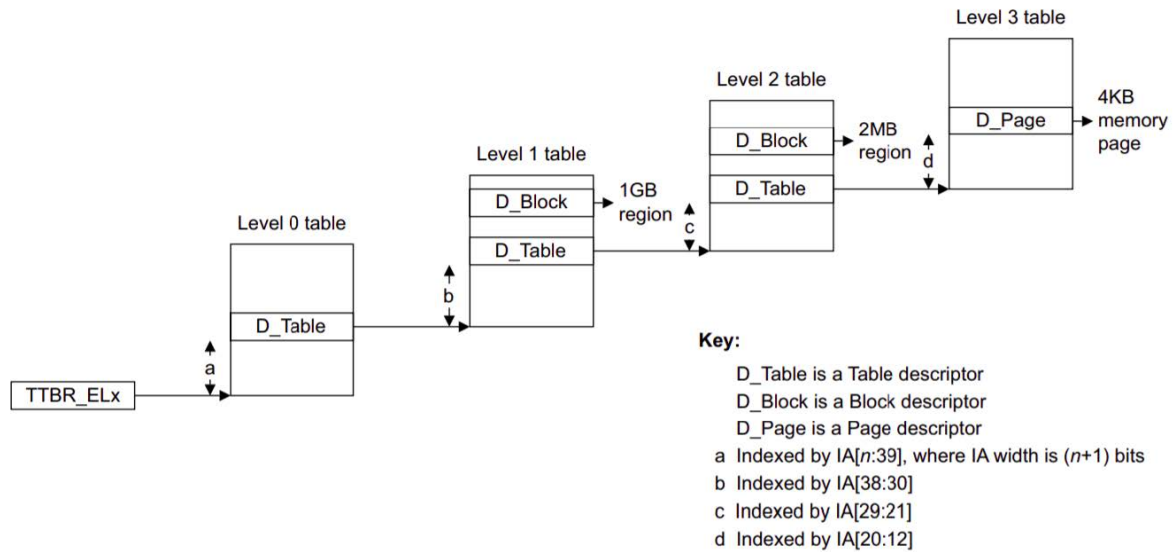 Level 3 table
D_Page
4KB
memory
page
d
Level 2 table
D_Block
2MB
region
D_Table
c
Level 1 table
D_Block
1GB
region
D_Table
b
Level 0 table
D_Table
a
TTBR_ELx
Key:
D_Table is a Table descriptor
D_Block is a Block descriptor
D_Page is a Page descriptor
a Indexed by IA[n:39], where IA width is (n+1) bits
b Indexed by IA[38:30]
c Indexed by IA[29:21]
d Indexed by IA[20:12]